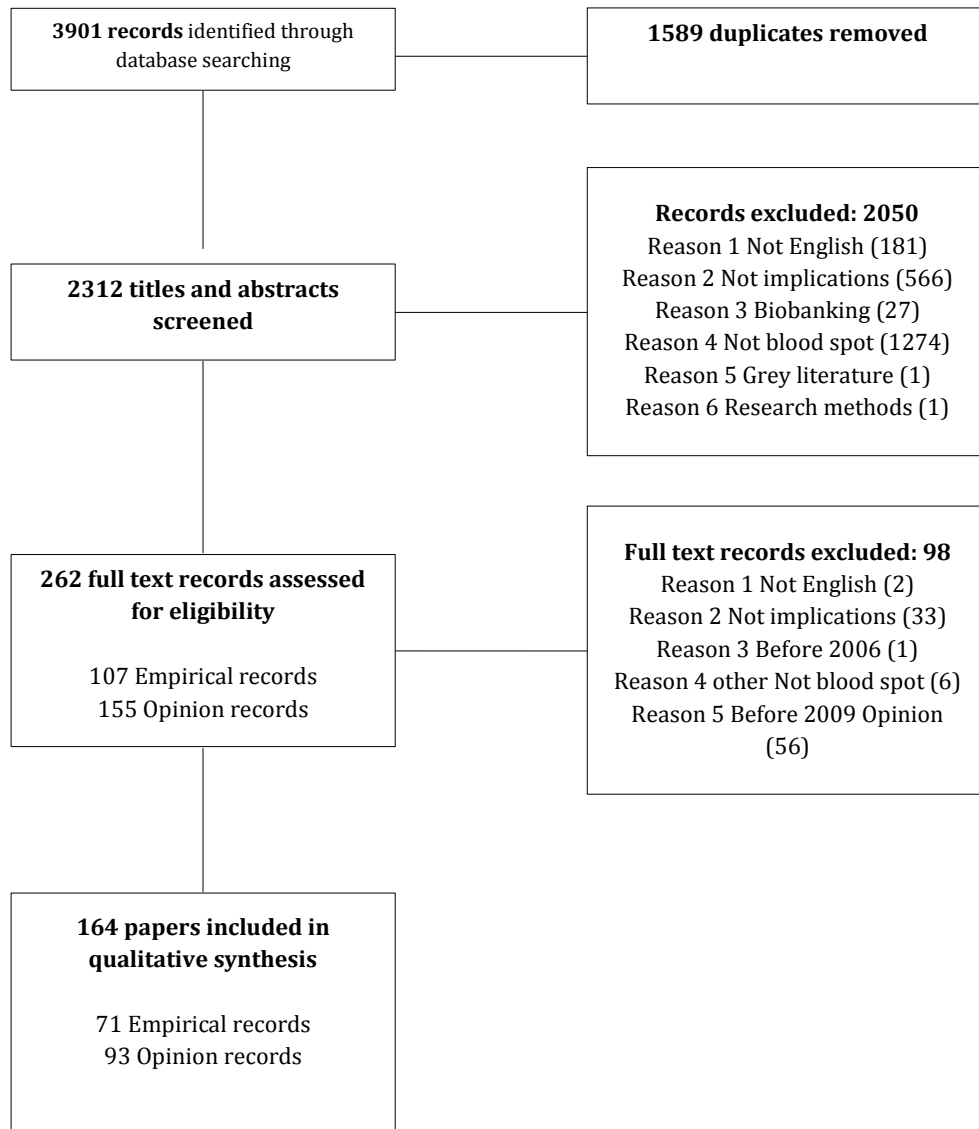 3901 records identified through
database searching
1589 duplicates removed
2312 titles and abstracts
screened
Records excluded: 2050
Reason 1 Not English (181)
Reason 2 Not implications (566)
Reason 3 Biobanking (27)
Reason 4 Not blood spot (1274)
Reason 5 Grey literature (1)
Reason 6 Research methods (1)
262 full text records assessed
for eligibility
107 Empirical records
155 Opinion records
Full text records excluded: 98
Reason 1 Not English (2)
Reason 2 Not implications (33)
Reason 3 Before 2006 (1)
Reason 4 other Not blood spot (6)
Reason 5 Before 2009 Opinion
(56)
164 papers included in
qualitative synthesis
71 Empirical records
93 Opinion records